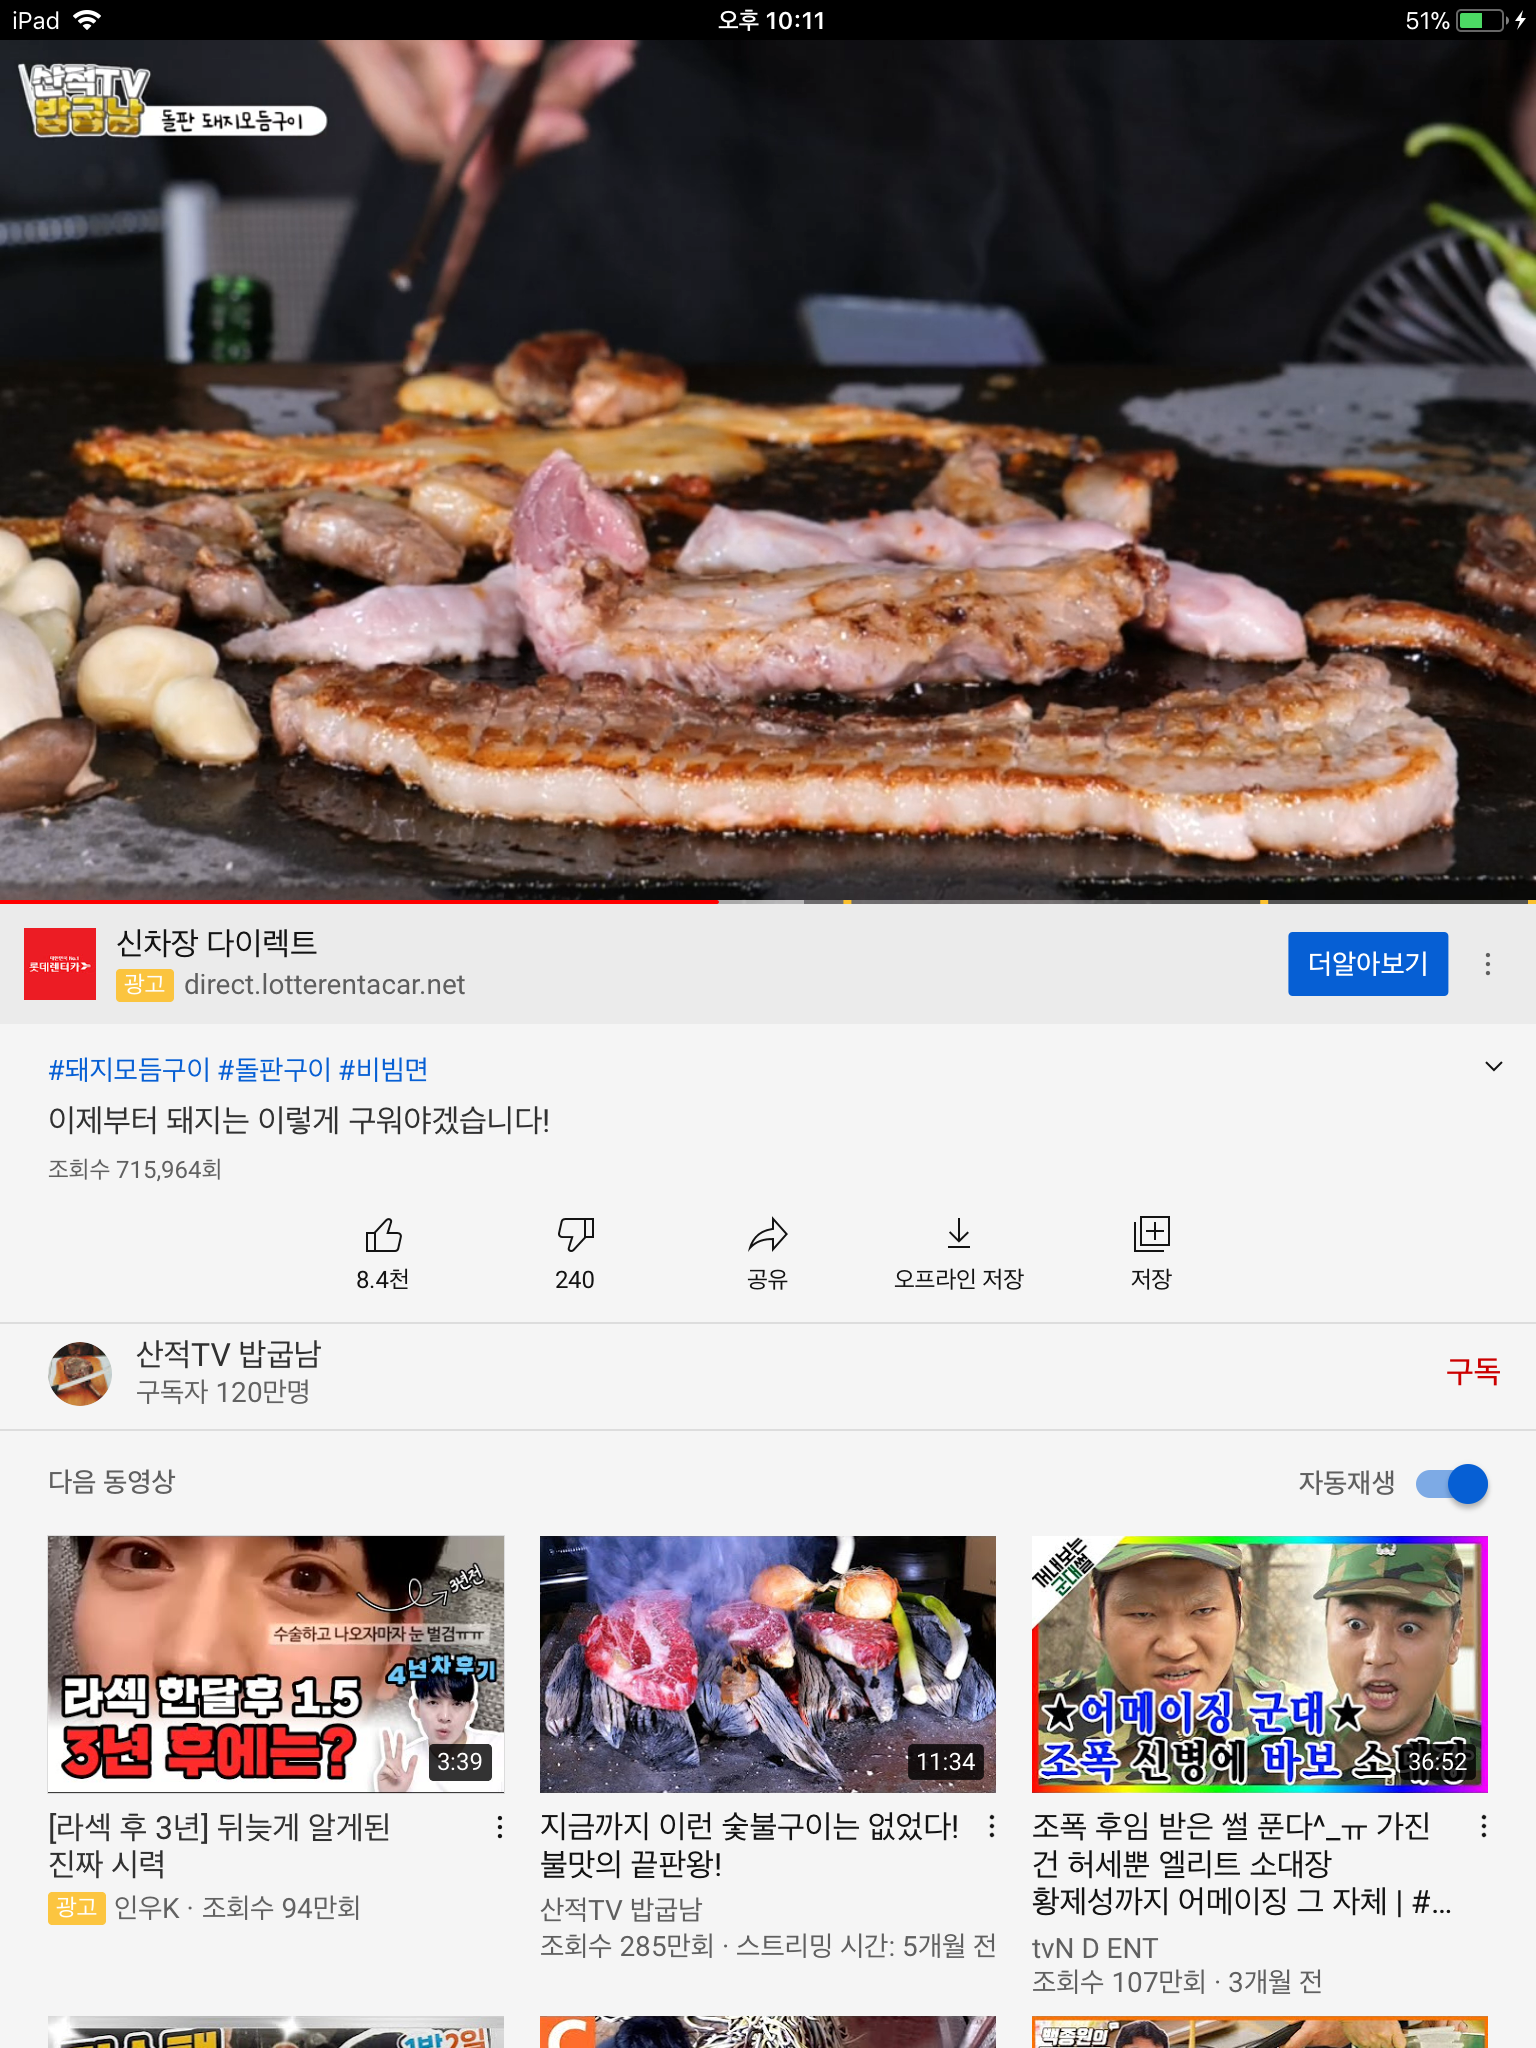 iPad
오후 10:11
51%
산적TV
밥굽남
돌판 돼지모듬구이
롯데렌터카
신차장 다이렉트
광고 direct.lotterentacar.net
더알아보기
#돼지모듬구이 #돌판구이 #비빔면
이제부터 돼지는 이렇게 구워야겠습니다!
조회수 715,964회
8.4천
240
공유
오프라인 저장
저장
산적TV 밥굽남
구독자 120만명
구독
다음 동영상
자동재생
3년전
수술하고 나오자마자 눈 벌검ㅠㅠ
4년차 후기
라섹 한달후 1.5
3년 후에는?
3:39
[라섹 후 3년] 뒤늦게 알게된
진짜 시력
광고 인우K · 조회수 94만회
11:34
지금까지 이런 숯불구이는 없었다!
불맛의 끝판왕!
산적TV 밥굽남
조회수 285만회 · 스트리밍 시간: 5개월 전
꺼내보는
군대썰
★어메이징 군대★
조폭 신병에 바보 소대장
36:52
조폭 후임 받은 썰 푼다^_ㅠ 가진
건 허세뿐 엘리트 소대장
황제성까지 어메이징 그 자체 | #...
tvN D ENT
조회수 107만회 · 3개월 전
1박2일
백종원의